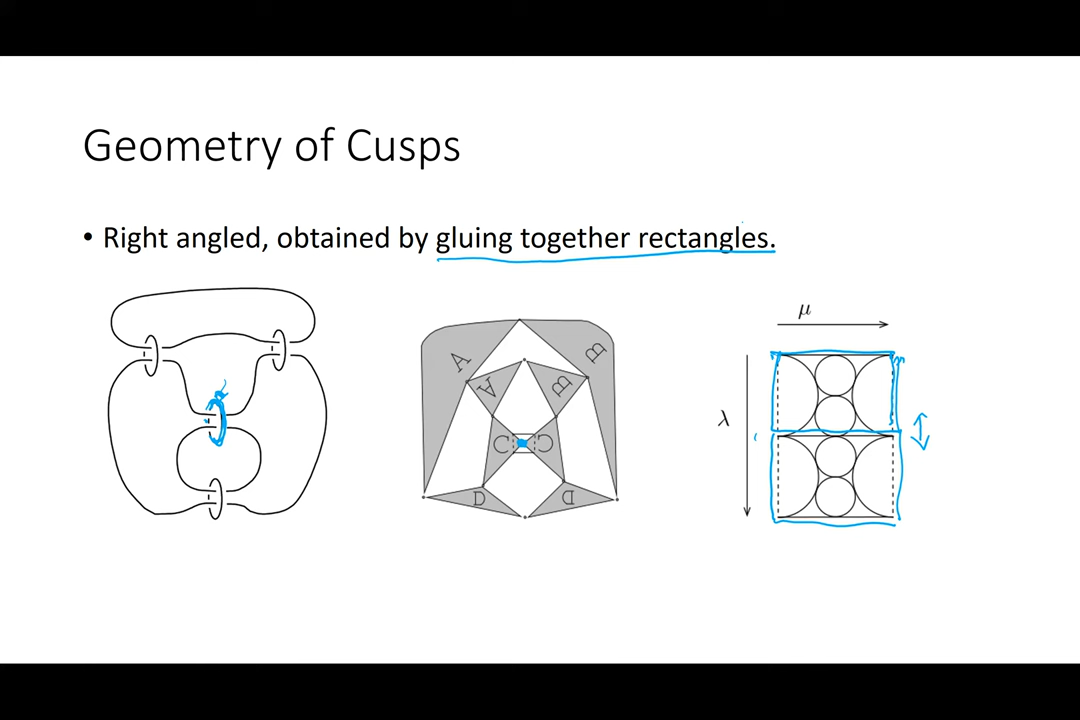 Geometry of Cusps
• Right angled, obtained by gluing together rectangles.
A
A
B
B
C
C
D
D
μ
λ